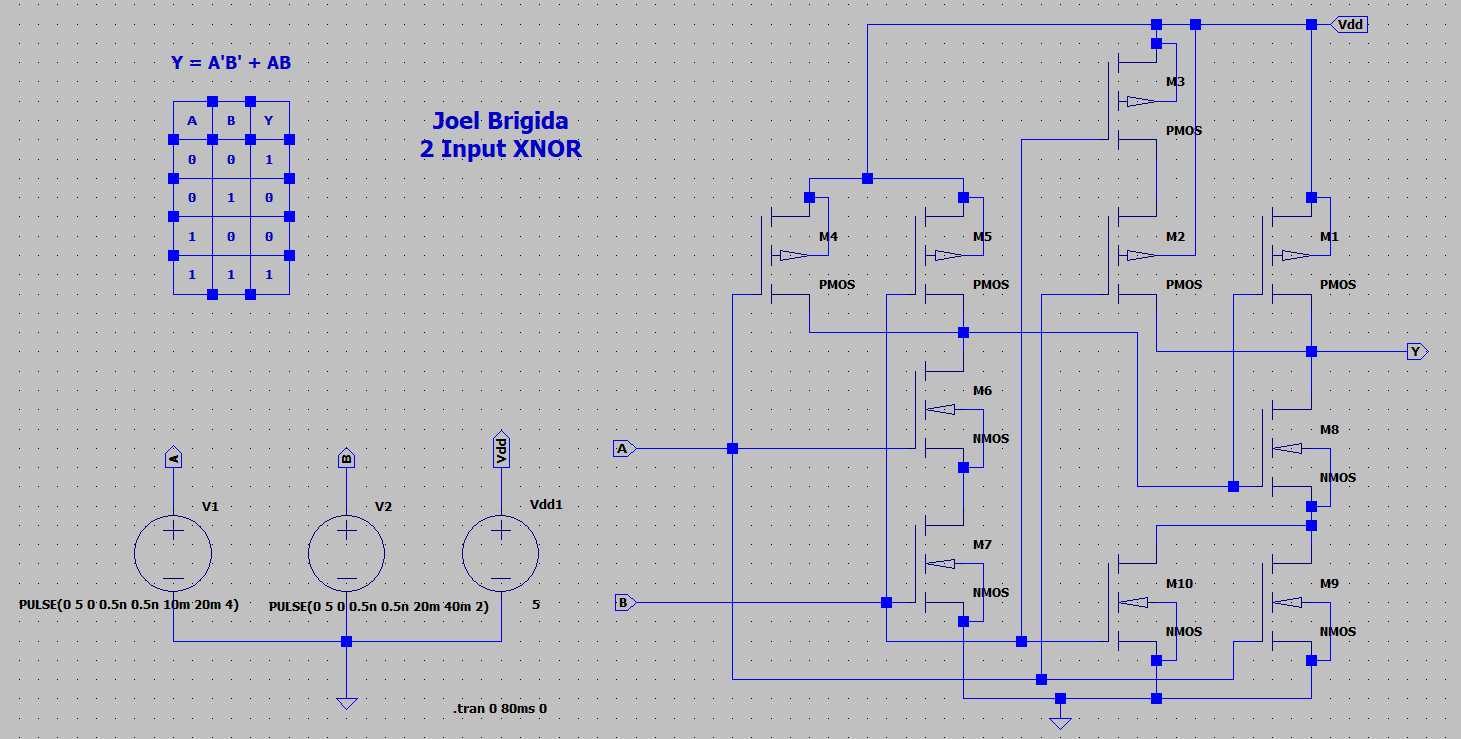 Y = A'B' + AB
A B Y
0 0 1
0 1 0
1 0 0
1 1 1
Joel Brigida
2 Input XNOR
Vdd
M3
PMOS
M4
PMOS
M5
PMOS
M2
PMOS
M1
PMOS
Y
M6
NMOS
A
M8
NMOS
M7
NMOS
B
M10
NMOS
M9
NMOS
A
B
Vdd
V1
V2
Vdd1
PULSE(0 5 0 0.5n 0.5n 10m 20m 4)
PULSE(0 5 0 0.5n 0.5n 20m 40m 2)
5
.tran 0 80ms 0